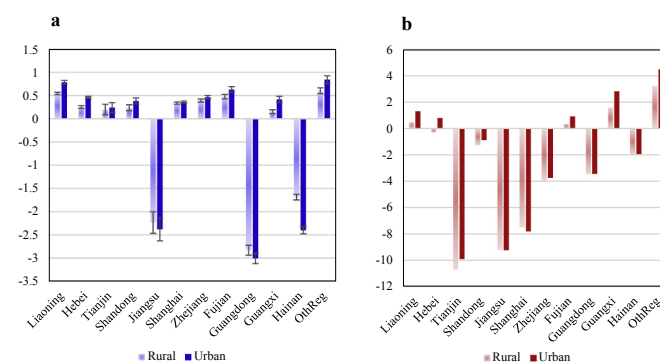 a
1.5
1
0.5
0
-0.5
-1
-1.5
-2
-2.5
-3
-3.5
Liaoning
Hebei
Tianjin
Shandong
Jiangsu
Shanghai
Zhejiang
Fujian
Guangdong
Guangxi
Hainan
OthReg
Rural Urban
b
6
4
2
0
-2
-4
-6
-8
-10
-12
Liaoning
Hebei
Tianjin
Shandong
Jiangsu
Shanghai
Zhejiang
Fujian
Guangdong
Guangxi
Hainan
OthReg
Rural Urban